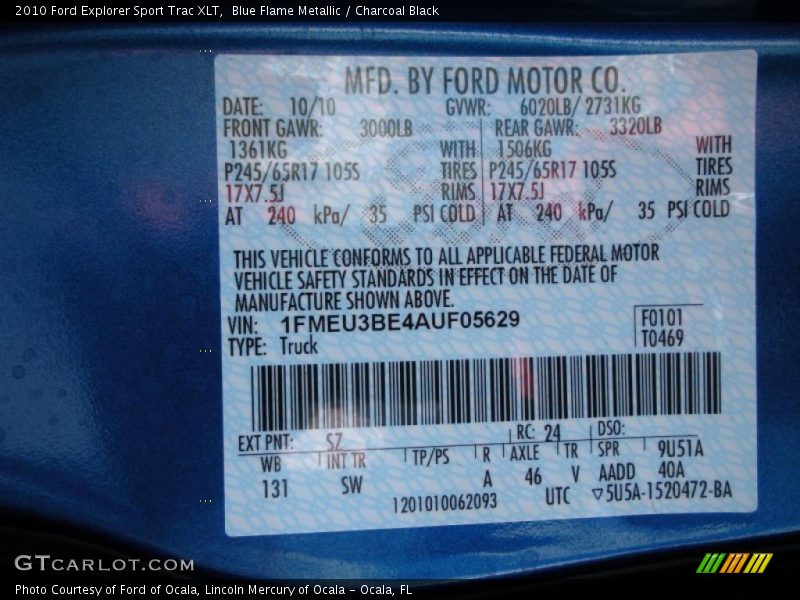 2010 Ford Explorer Sport Trac XLT, Blue Flame Metallic / Charcoal Black
MFD. BY FORD MOTOR CO.
DATE: 10/10 GVWR: 6020LB/ 2731KG
FRONT GAWR: 3000LB REAR GAWR: 3320LB
1361KG WITH 1506KG WITH
P245/65R17 105S TIRES P245/65R17 105S TIRES
17X7.5J RIMS 17X7.5J RIMS
AT 240 kPa/ 35 PSI COLD AT 240 kPa/ 35 PSI COLD
THIS VEHICLE CONFORMS TO ALL APPLICABLE FEDERAL MOTOR
VEHICLE SAFETY STANDARDS IN EFFECT ON THE DATE OF
MANUFACTURE SHOWN ABOVE.
VIN: 1FMEU3BE4AUF05629 F0101
TYPE: Truck T0469
EXT PNT: SZ RC: 24 DSO:
WB INT TR TP/PS R AXLE TR SPR 9U51A
131 SW A 46 V AADD 40A
1201010062093 UTC ▽5U5A-1520472-BA
GTCARLOT.COM
Photo Courtesy of Ford of Ocala, Lincoln Mercury of Ocala - Ocala, FL